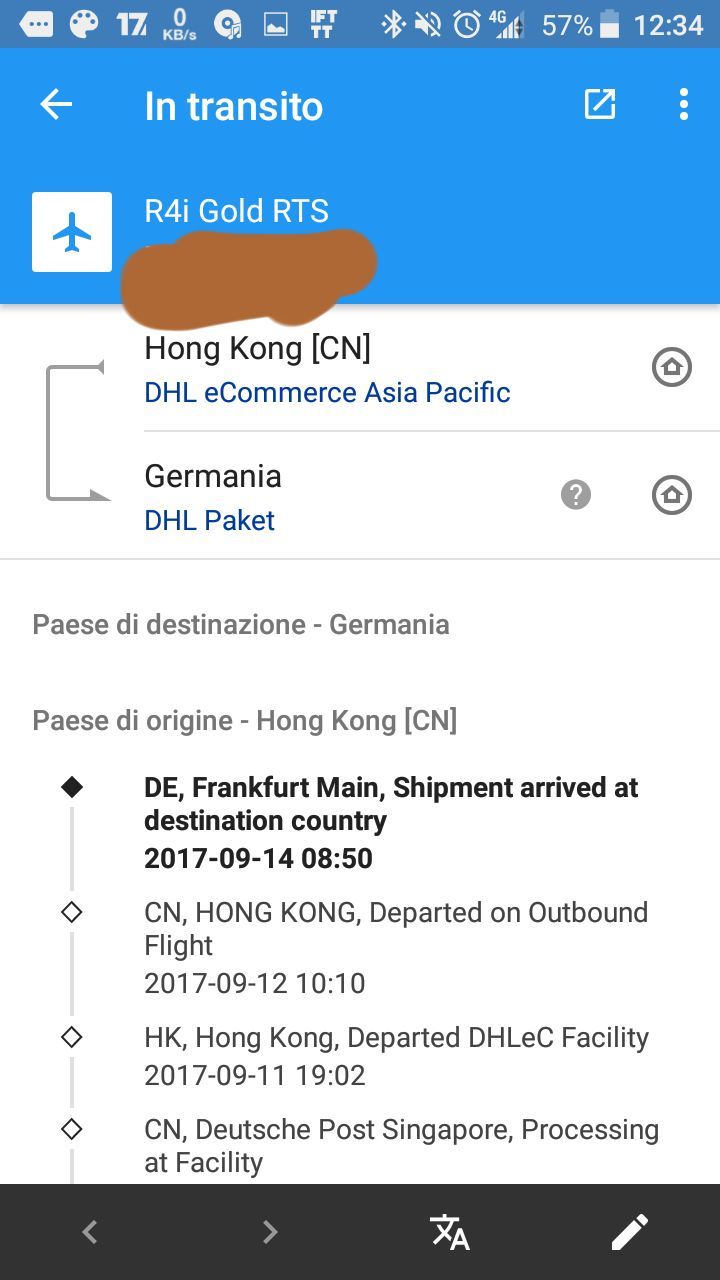 17 0 KB/s IF TT 4G 57% 12:34
In transito
R4i Gold RTS
Hong Kong [CN]
DHL eCommerce Asia Pacific
Germania
?
DHL Paket
Paese di destinazione - Germania
Paese di origine - Hong Kong [CN]
DE, Frankfurt Main, Shipment arrived at
destination country
2017-09-14 08:50
CN, HONG KONG, Departed on Outbound
Flight
2017-09-12 10:10
HK, Hong Kong, Departed DHLeC Facility
2017-09-11 19:02
CN, Deutsche Post Singapore, Processing
at Facility